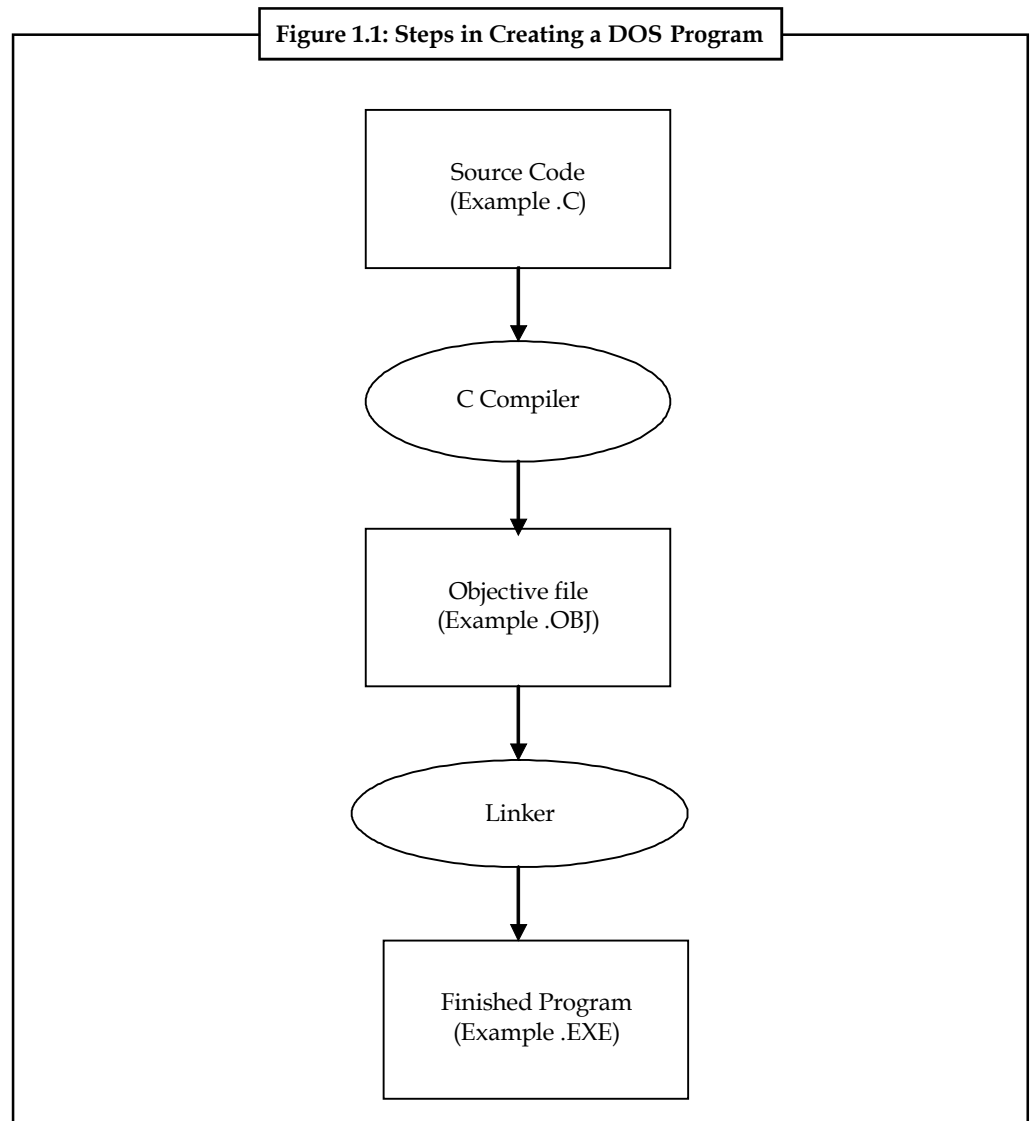 Figure 1.1: Steps in Creating a DOS Program
Source Code
(Example .C)
C Compiler
Objective file
(Example .OBJ)
Linker
Finished Program
(Example .EXE)